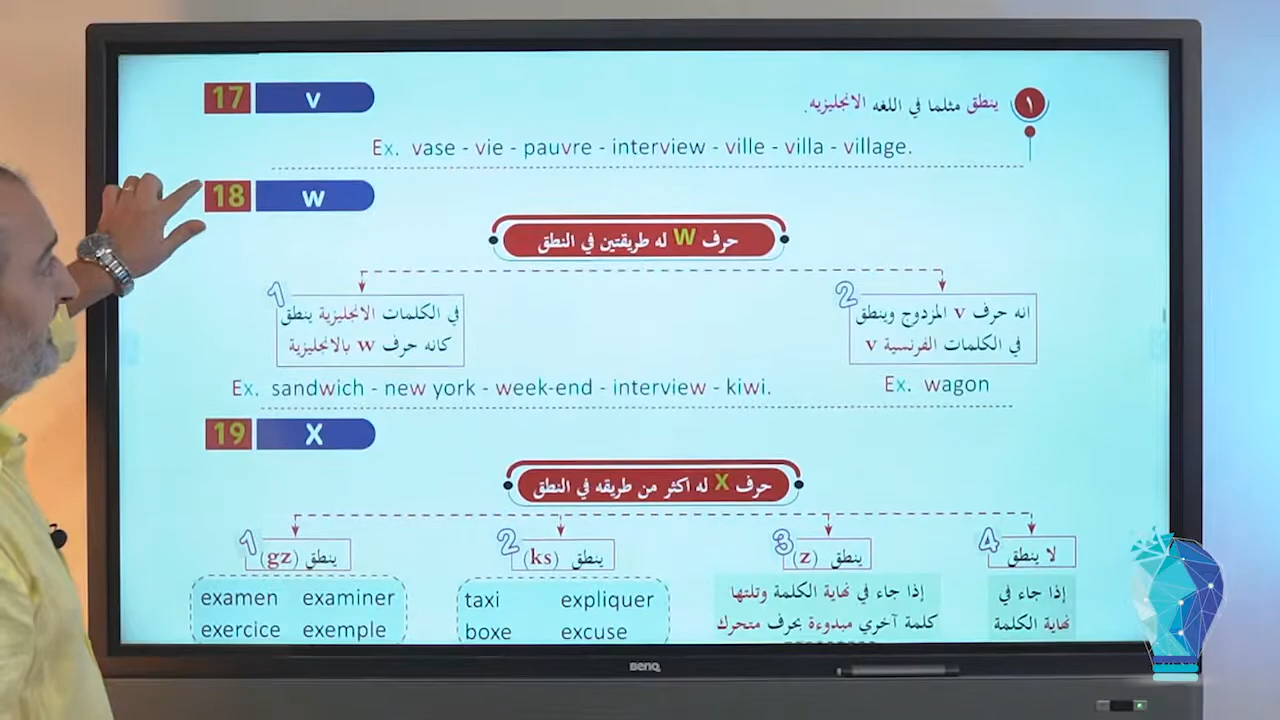 17 v
١ ينطق مثلما في اللغه الانجليزيه.
Ex. vase - vie - pauvre - interview - ville - villa - village.
18 w
حرف W له طريقتين في النطق
1
في الكلمات الانجليزية ينطق
كانه حرف w بالانجليزية
Ex. sandwich - new york - week-end - interview - kiwi.
2
انه حرف v المزدوج وينطق
في الكلمات الفرنسية v
Ex. wagon
19 X
حرف X له اكثر من طريقه في النطق
1 ينطق (gz)
examen examiner
exercice exemple
2 ينطق (ks)
taxi expliquer
boxe excuse
3 ينطق (z)
إذا جاء في نهاية الكلمة وتلتها
كلمة آخري مبدوءة بحرف متحرك
4 لا ينطق
إذا جاء في
نهاية الكلمة
BenQ